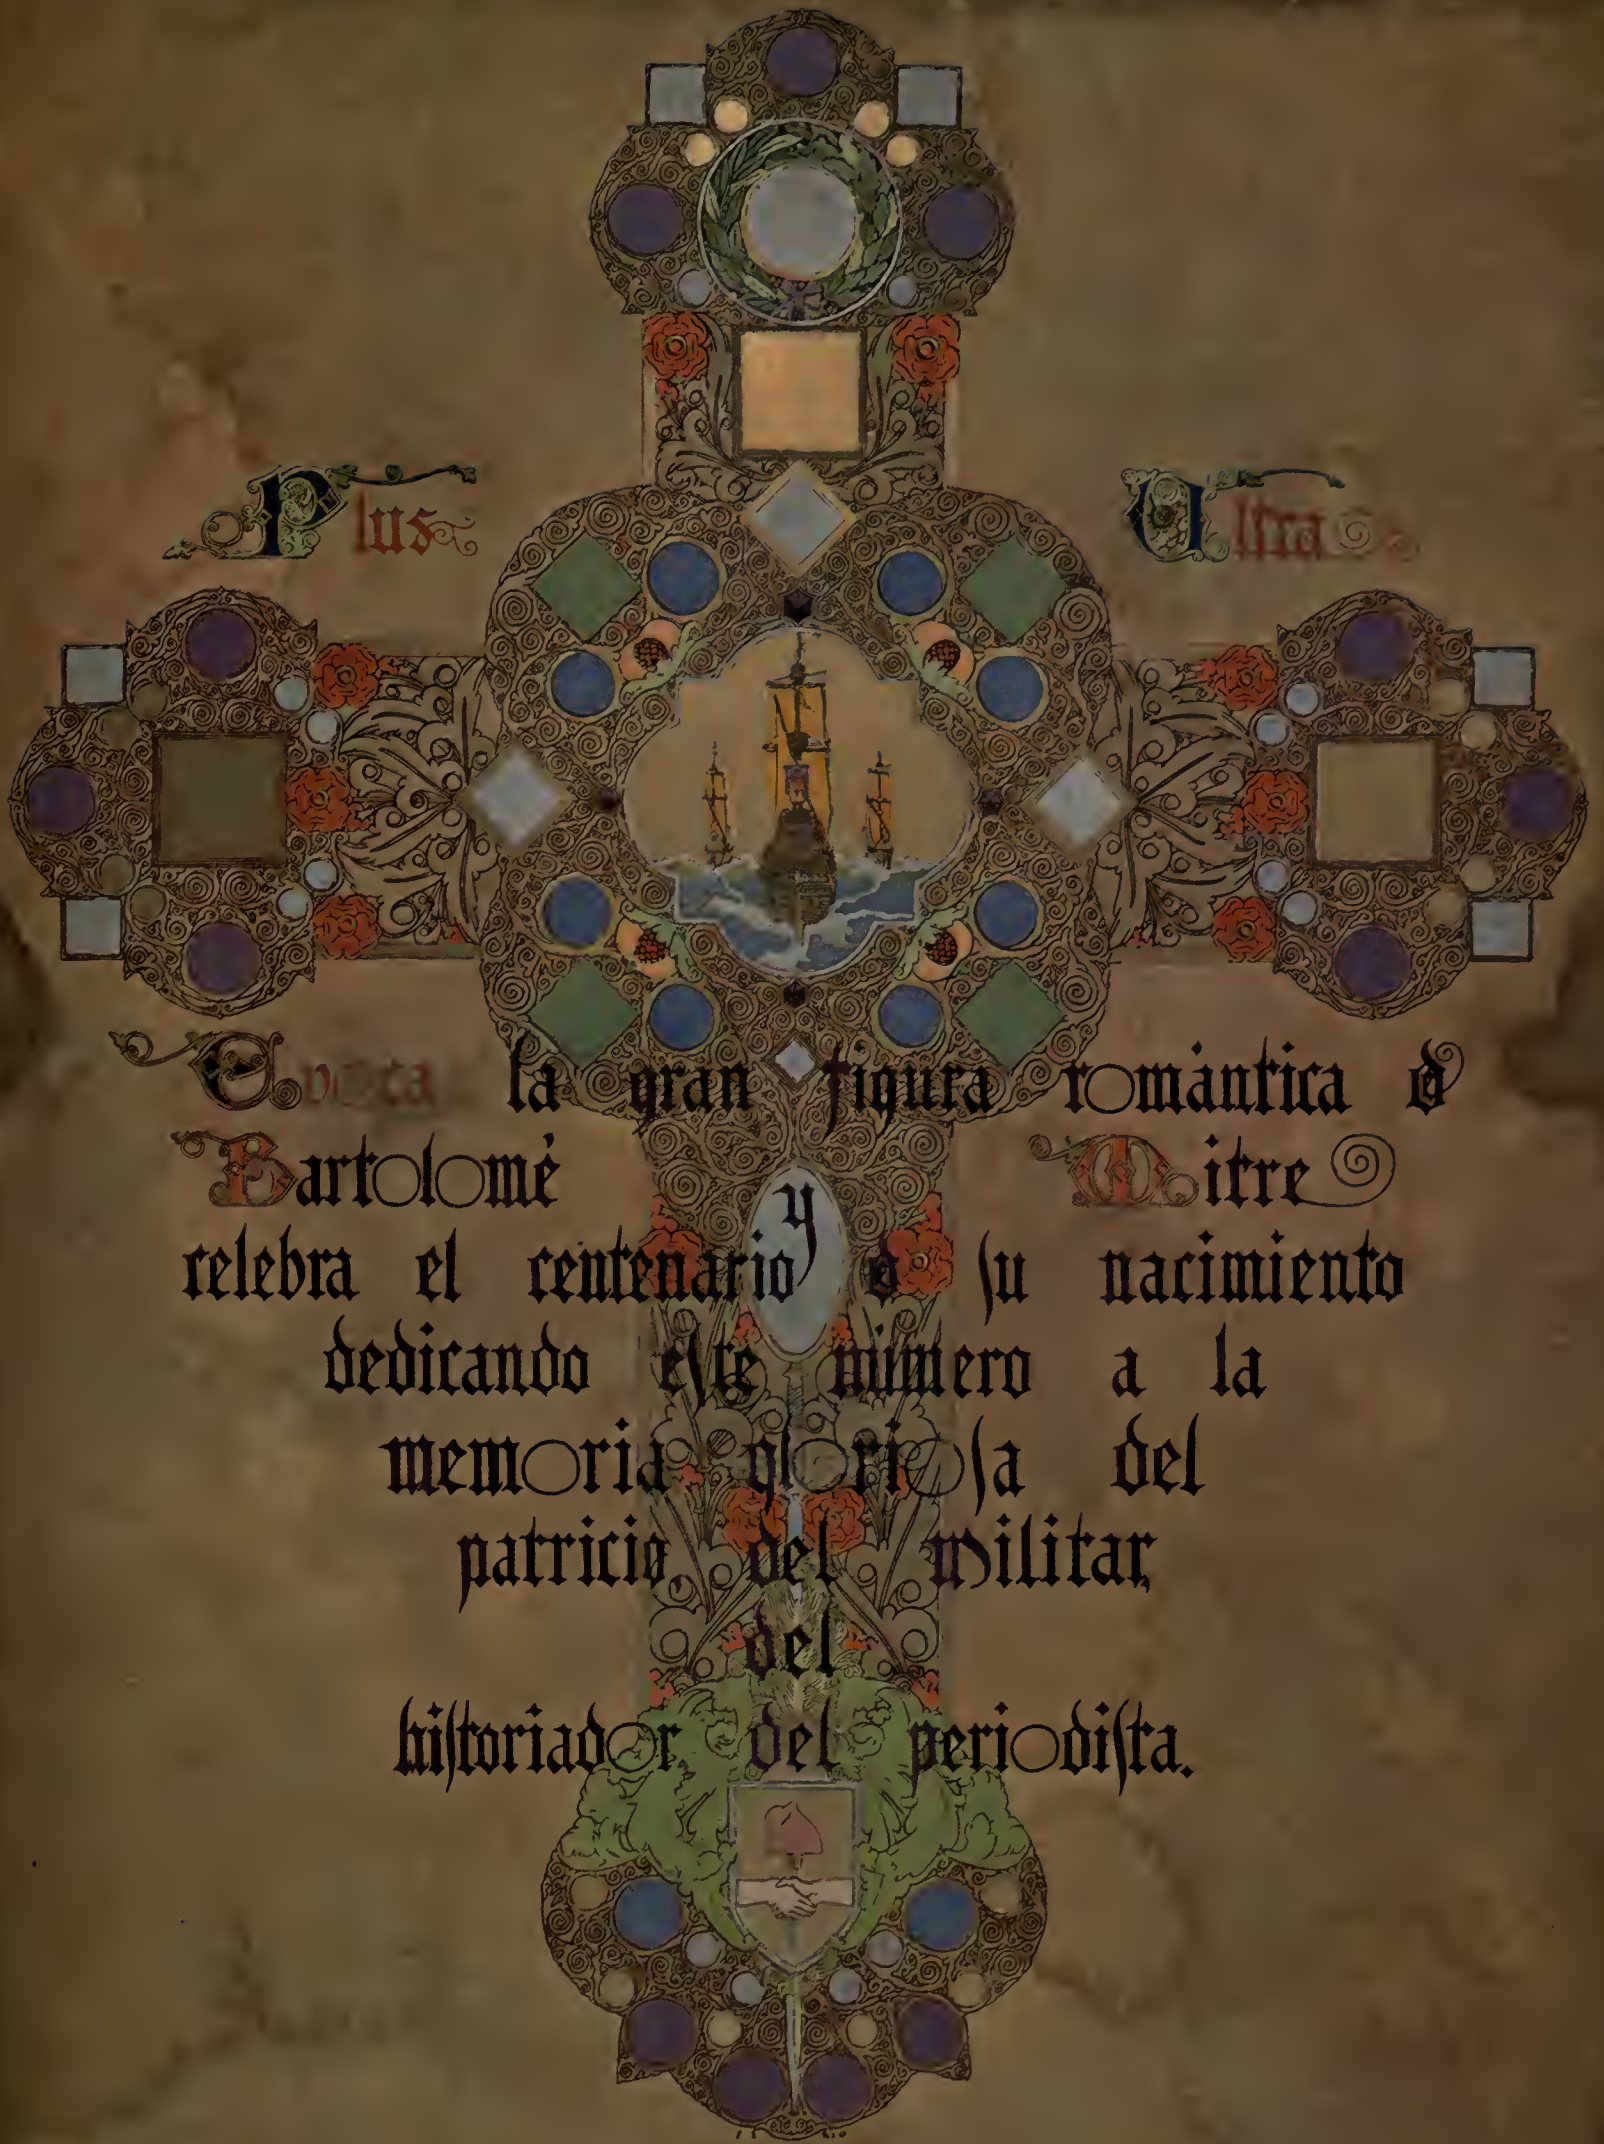 Plus Ultra
Evoca la gran figura romántica de
Bartolomé Mitre
y
celebra el centenario de su nacimiento
dedicando este número a la
memoria gloriosa del
patricio, del militar,
del
historiador, del periodista.